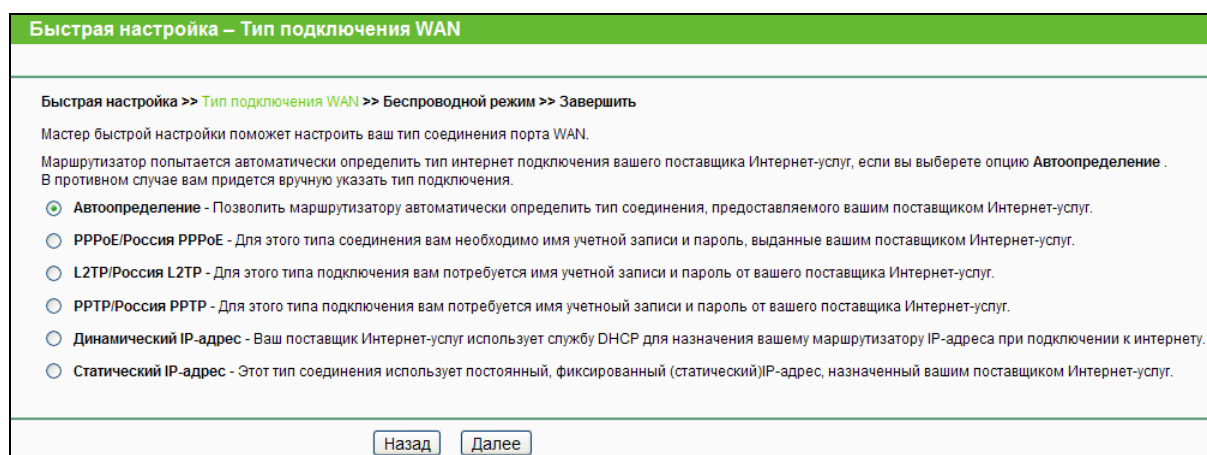 Быстрая настройка – Тип подключения WAN
Быстрая настройка >> Тип подключения WAN >> Беспроводной режим >> Завершить
Мастер быстрой настройки поможет настроить ваш тип соединения порта WAN.
Маршрутизатор попытается автоматически определить тип интернет подключения вашего поставщика Интернет-услуг, если вы выберете опцию Автоопределение .
В противном случае вам придется вручную указать тип подключения.
Автоопределение - Позволить маршрутизатору автоматически определить тип соединения, предоставляемого вашим поставщиком Интернет-услуг.
PPPoE/Россия PPPoE - Для этого типа соединения вам необходимо имя учетной записи и пароль, выданные вашим поставщиком Интернет-услуг.
L2TP/Россия L2TP - Для этого типа подключения вам потребуется имя учетной записи и пароль от вашего поставщика Интернет-услуг.
PPTP/Россия PPTP - Для этого типа подключения вам потребуется имя учетноый записи и пароль от вашего поставщика Интернет-услуг.
Динамический IP-адрес - Ваш поставщик Интернет-услуг использует службу DHCP для назначения вашему маршрутизатору IP-адреса при подключении к интернету.
Статический IP-адрес - Этот тип соединения использует постоянный, фиксированный (статический)IP-адрес, назначенный вашим поставщиком Интернет-услуг.
Назад Далее